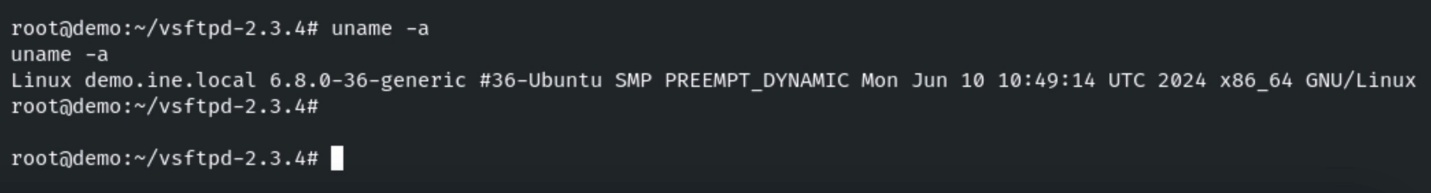 root@demo:~/vsftpd-2.3.4# uname -a
uname -a
Linux demo.ine.local 6.8.0-36-generic #36-Ubuntu SMP PREEMPT_DYNAMIC Mon Jun 10 10:49:14 UTC 2024 x86_64 GNU/Linux
root@demo:~/vsftpd-2.3.4#
root@demo:~/vsftpd-2.3.4#